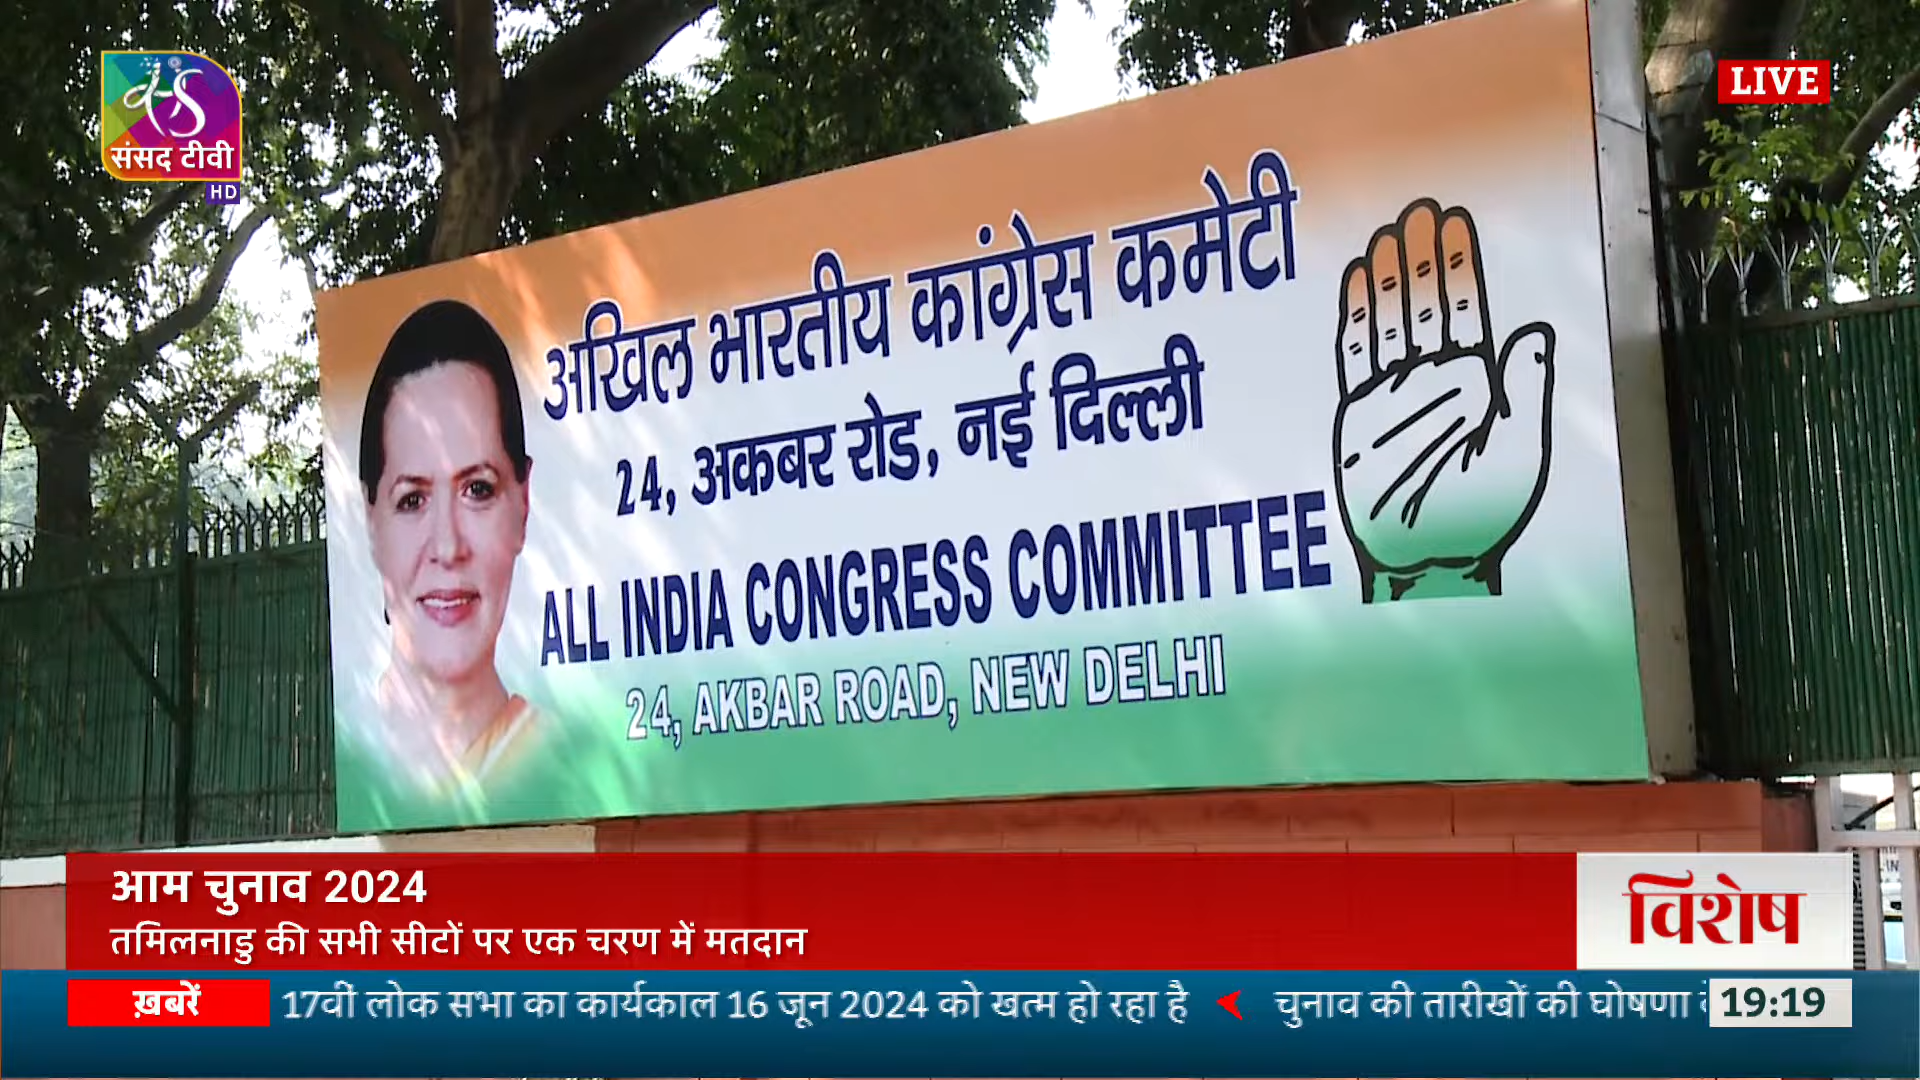 संसद टीवी
HD
LIVE
अखिल भारतीय कांग्रेस कमेटी
24, अकबर रोड, नई दिल्ली
ALL INDIA CONGRESS COMMITTEE
24, AKBAR ROAD, NEW DELHI
आम चुनाव 2024
तमिलनाडु की सभी सीटों पर एक चरण में मतदान
विशेष
ख़बरें
17वीं लोक सभा का कार्यकाल 16 जून 2024 को खत्म हो रहा है
चुनाव की तारीखों की घोषणा
19:19